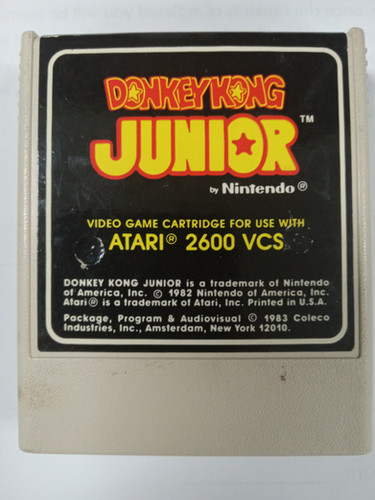 DONKEY KONG
JUNIOR™
by Nintendo®
VIDEO GAME CARTRIDGE FOR USE WITH
ATARI® 2600 VCS
DONKEY KONG JUNIOR is a trademark of Nintendo
of America, Inc. © 1982 Nintendo of America, Inc.
Atari® is a trademark of Atari, Inc. Printed in U.S.A.
Package, Program & Audiovisual © 1983 Coleco
Industries, Inc., Amsterdam, New York 12010.